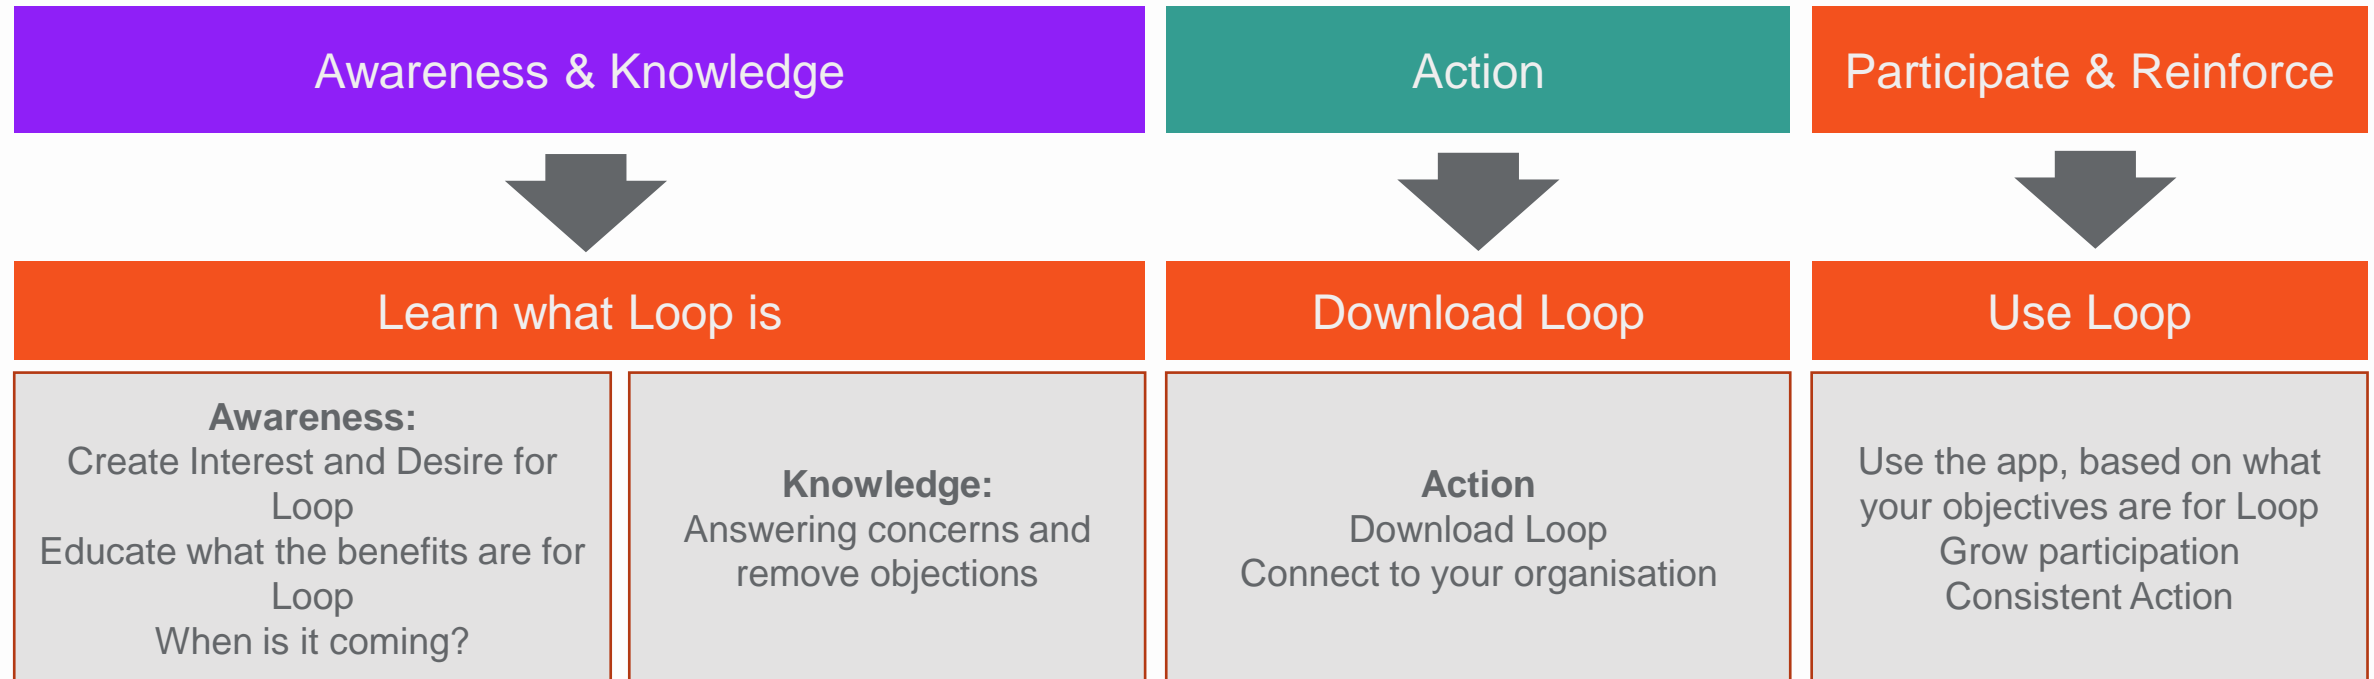 Awareness & Knowledge
Action
Participate & Reinforce
Learn what Loop is
Download Loop
Use Loop
Awareness:
Create Interest and Desire for
Loop
Educate what the benefits are for
Loop
When is it coming?
Knowledge:
Answering concerns and
remove objections
Action
Download Loop
Connect to your organisation
Use the app, based on what
your objectives are for Loop
Grow participation
Consistent Action